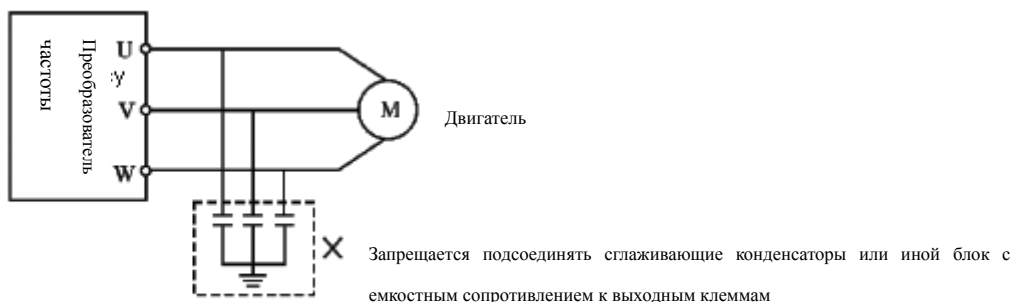 Преобразователь
частоты
U
:у
V
W
M
Двигатель
X
Запрещается подсоединять сглаживающие конденсаторы или иной блок с
емкостным сопротивлением к выходным клеммам